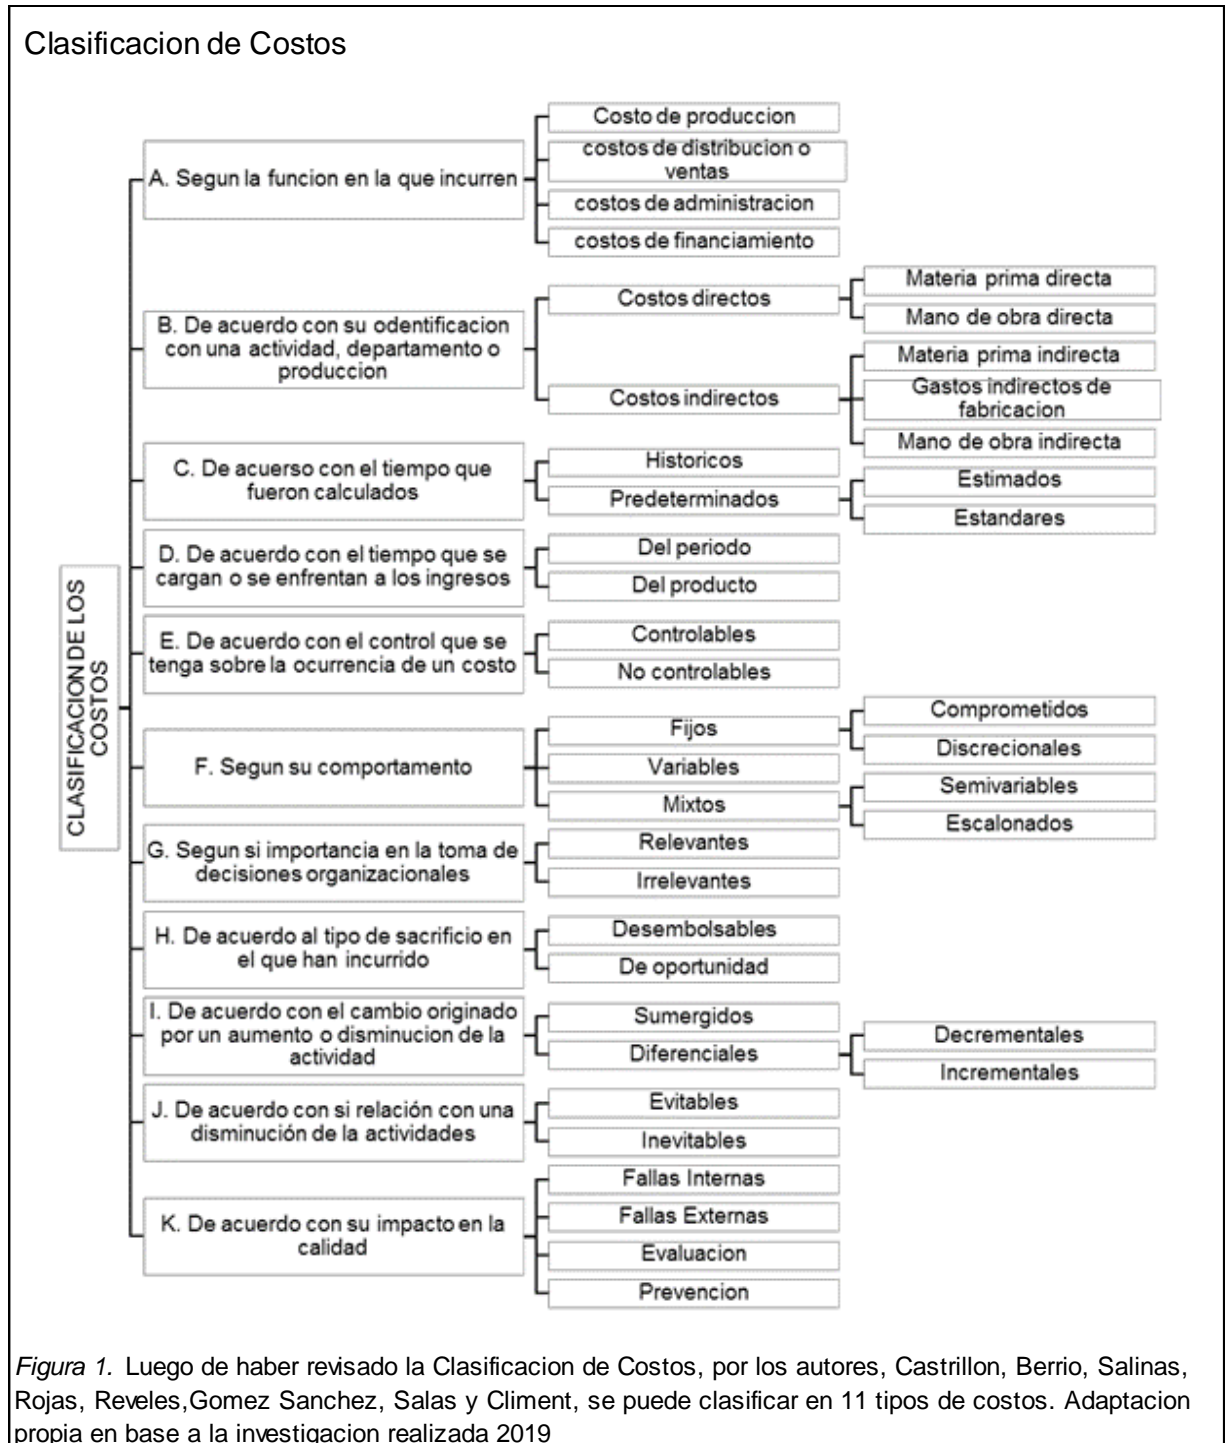 Clasificacion de Costos
CLASIFICACION DE LOS
COSTOS
A. Segun la funcion en la que incurren
Costo de produccion
costos de distribucion o
ventas
costos de administracion
costos de financiamiento
B. De acuerdo con su odentificacion
con una actividad, departamento o
produccion
Costos directos
Materia prima directa
Mano de obra directa
Costos indirectos
Materia prima indirecta
Gastos indirectos de
fabricacion
Mano de obra indirecta
C. De acuerso con el tiempo que
fueron calculados
Historicos
Predeterminados
Estimados
Estandares
D. De acuerdo con el tiempo que se
cargan o se enfrentan a los ingresos
Del periodo
Del producto
E. De acuerdo con el control que se
tenga sobre la ocurrencia de un costo
Controlables
No controlables
F. Segun su comportamento
Fijos
Comprometidos
Discrecionales
Variables
Mixtos
Semivariables
Escalonados
G. Segun si importancia en la toma de
decisiones organizacionales
Relevantes
Irrelevantes
H. De acuerdo al tipo de sacrificio en
el que han incurrido
Desembolsables
De oportunidad
I. De acuerdo con el cambio originado
por un aumento o disminucion de la
actividad
Sumergidos
Diferenciales
Decrementales
Incrementales
J. De acuerdo con si relación con una
disminución de la actividades
Evitables
Inevitables
K. De acuerdo con su impacto en la
calidad
Fallas Internas
Fallas Externas
Evaluacion
Prevencion
Figura 1. Luego de haber revisado la Clasificacion de Costos, por los autores, Castrillon, Berrio, Salinas,
Rojas, Reveles,Gomez Sanchez, Salas y Climent, se puede clasificar en 11 tipos de costos. Adaptacion
propia en base a la investigacion realizada 2019